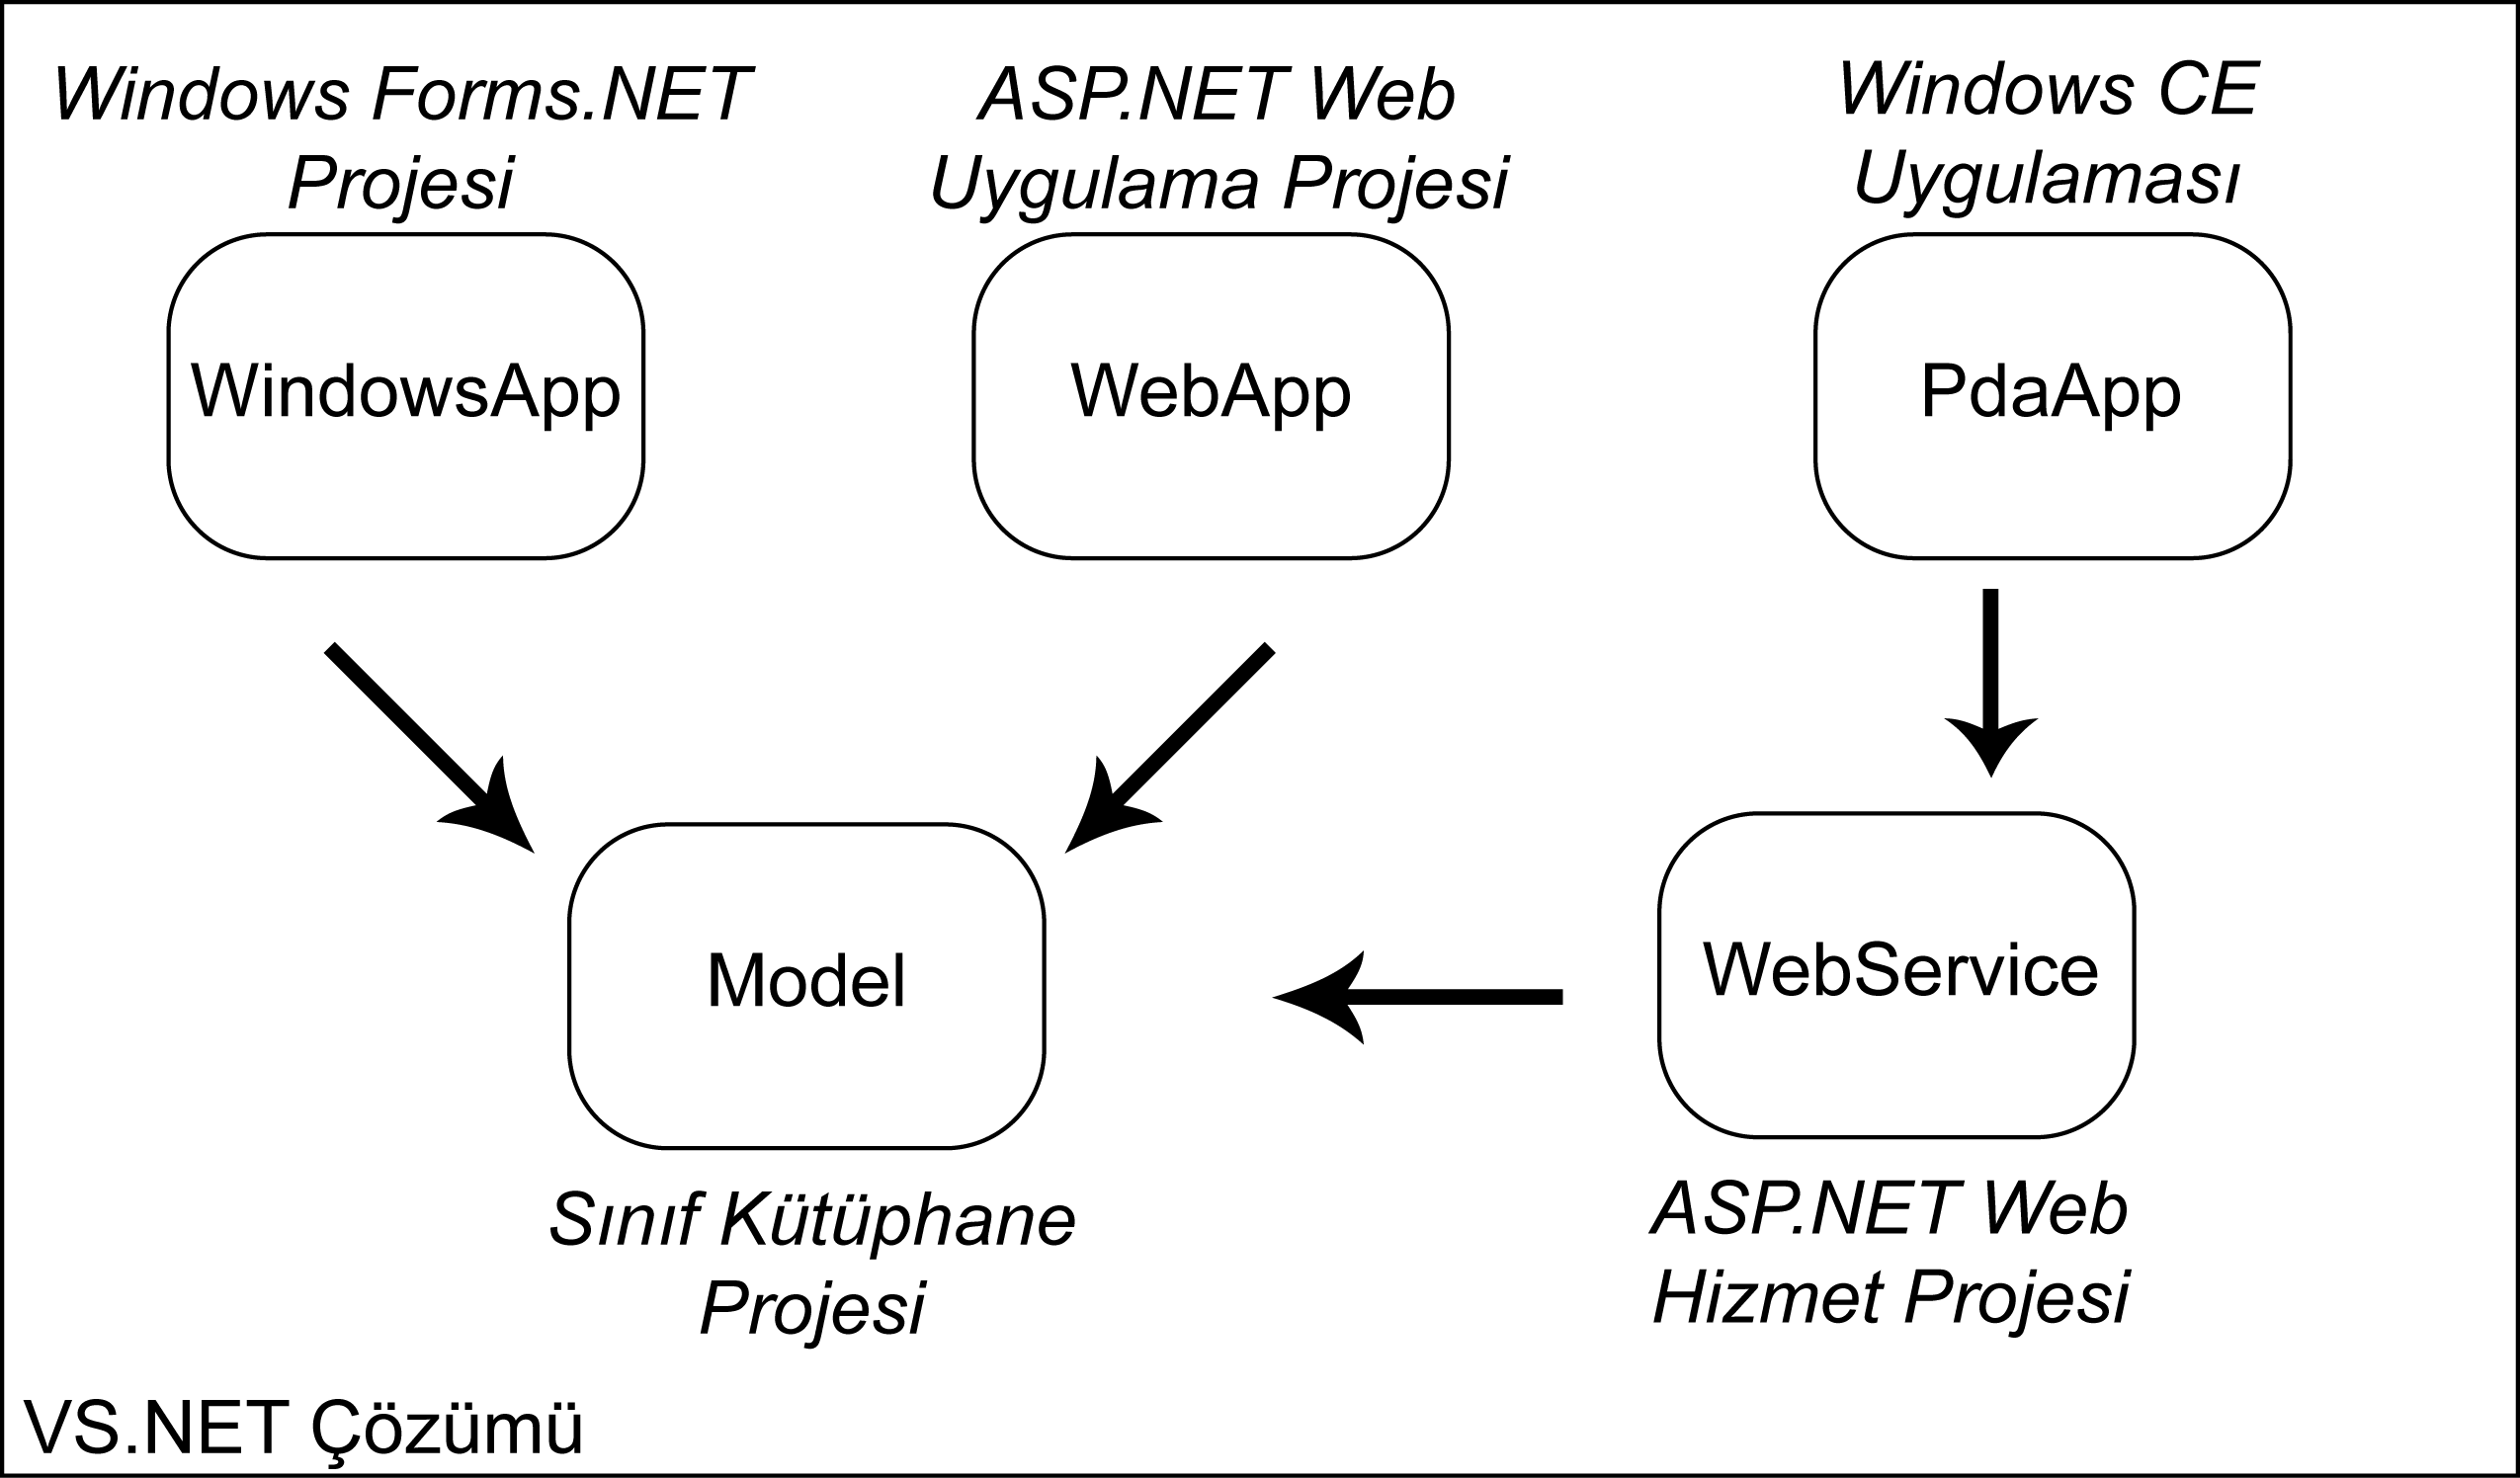 Windows Forms.NET
Projesi
ASP.NET Web
Uygulama Projesi
Windows CE
Uygulaması
WindowsApp
WebApp
PdaApp
Model
WebService
Sınıf Kütüphane
Projesi
ASP.NET Web
Hizmet Projesi
VS.NET Çözümü